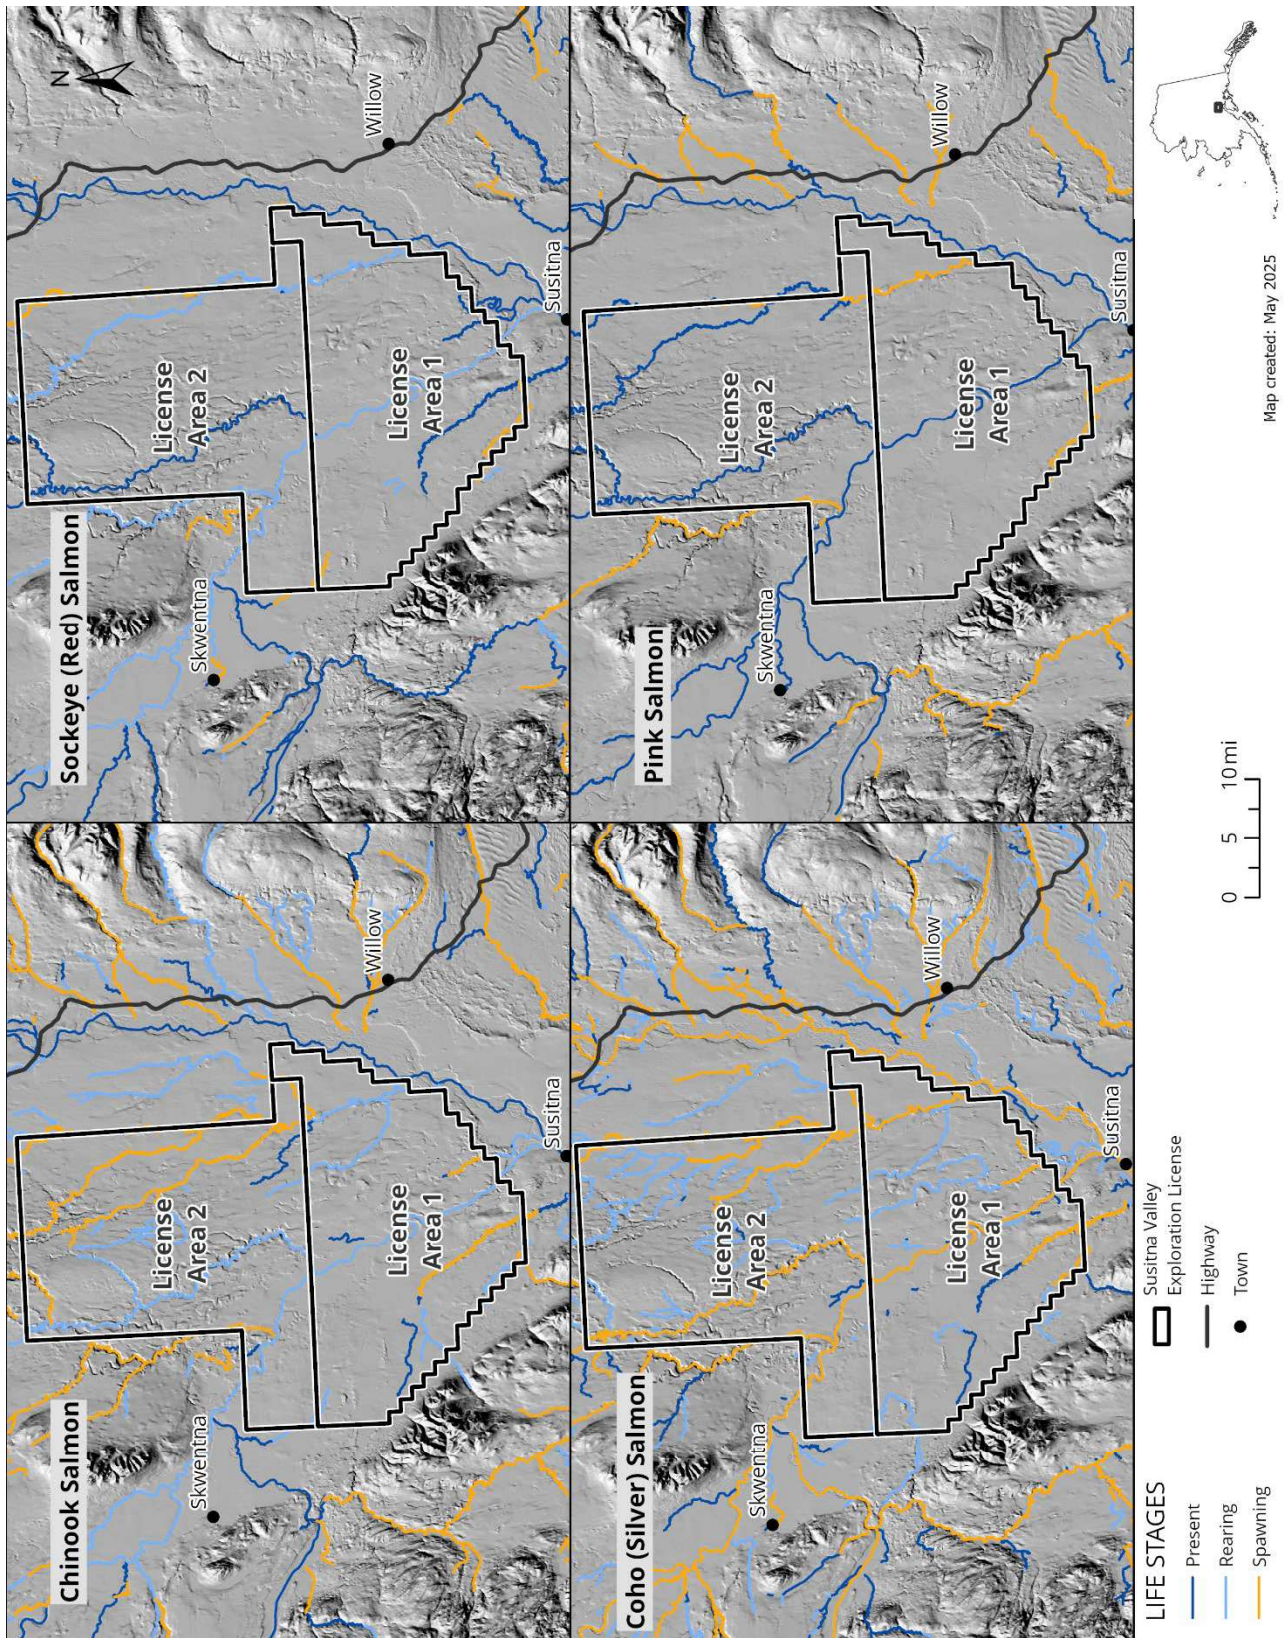 Chinook Salmon
Skwentna
License
Area 2
License
Area 1
Willow
Susitna
Sockeye (Red) Salmon
N
Skwentna
License
Area 2
License
Area 1
Willow
Susitna
Coho (Silver) Salmon
Skwentna
License
Area 2
License
Area 1
Willow
Susitna
Pink Salmon
Skwentna
License
Area 2
License
Area 1
Willow
Susitna
LIFE STAGES
Present
Rearing
Spawning
Susitna Valley
Exploration License
Highway
Town
0 5 10 mi
Map created: May 2025